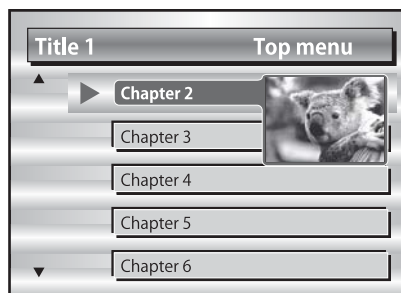 Title 1 Top menu
Chapter 2
Chapter 3
Chapter 4
Chapter 5
Chapter 6